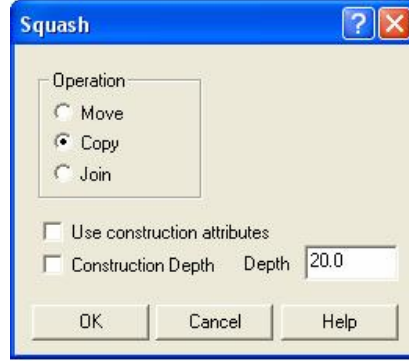 Squash
Operation
Move
Copy
Join
Use construction attributes
Construction Depth Depth 20.0
OK Cancel Help